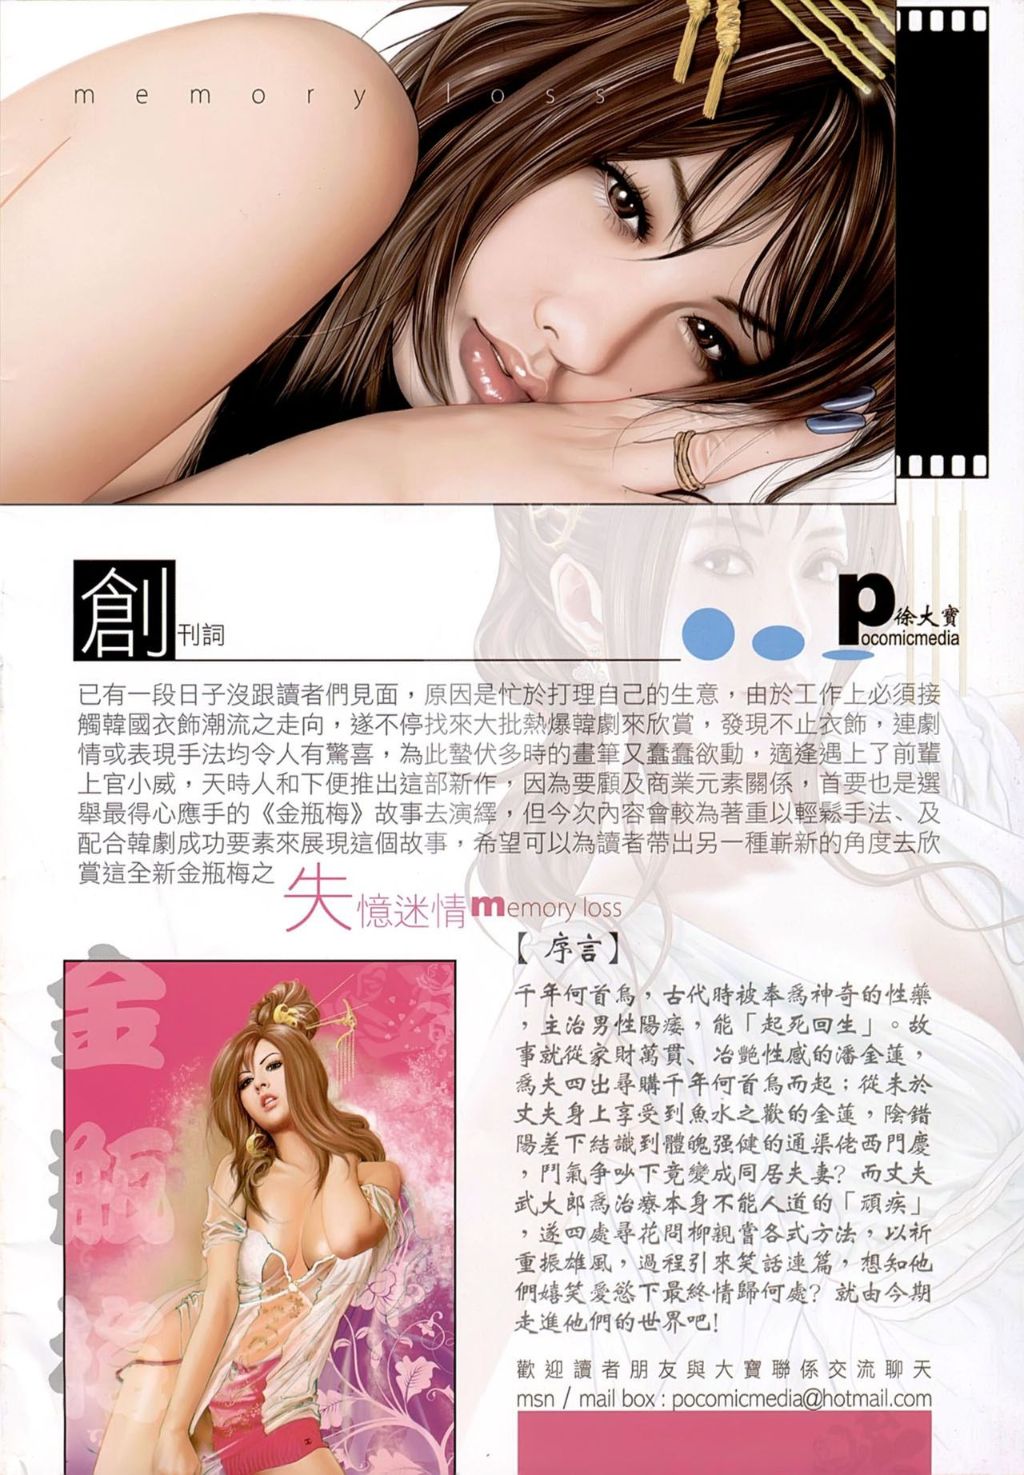 memory loss
創刊詞
p徐大寶
ocomicmedia
已有一段日子沒跟讀者們見面，原因是忙於打理自己的生意，由於工作上必須接
觸韓國衣飾潮流之走向，遂不停找來大批熱爆韓劇來欣賞，發現不止衣飾，連劇
情或表現手法均令人有驚喜，為此蟄伏多時的畫筆又蠢蠢欲動，適逢遇上了前輩
上官小威，天時人和下便推出這部新作，因為要顧及商業元素關係，首要也是選
舉最得心應手的《金瓶梅》故事去演繹，但今次內容會較為著重以輕鬆手法、及
配合韓劇成功要素來展現這個故事，希望可以為讀者帶出另一種嶄新的角度去欣
賞這全新金瓶梅之
失憶迷情memory loss
【序言】
千年何首烏，古代時被奉為神奇的性藥
，主治男性陽痿，能「起死回生」。故
事就從家財萬貫、冶艷性感的潘金蓮，
為夫四出尋購千年何首烏而起；從未於
丈夫身上享受到魚水之歡的金蓮，陰錯
陽差下結識到體魄强健的通渠佬西門慶
，鬥氣爭吵下竟變成同居夫妻？而丈夫
武大郎為治療本身不能人道的「頑疾」
，遂四處尋花問柳親嘗各式方法，以祈
重振雄風，過程引來笑話連篇，想知他
們嬉笑愛慾下最終情歸何處？就由今期
走進他們的世界吧！
歡迎讀者朋友與大寶聯係交流聊天
msn / mail box : pocomicmedia@hotmail.com
金瓶梅